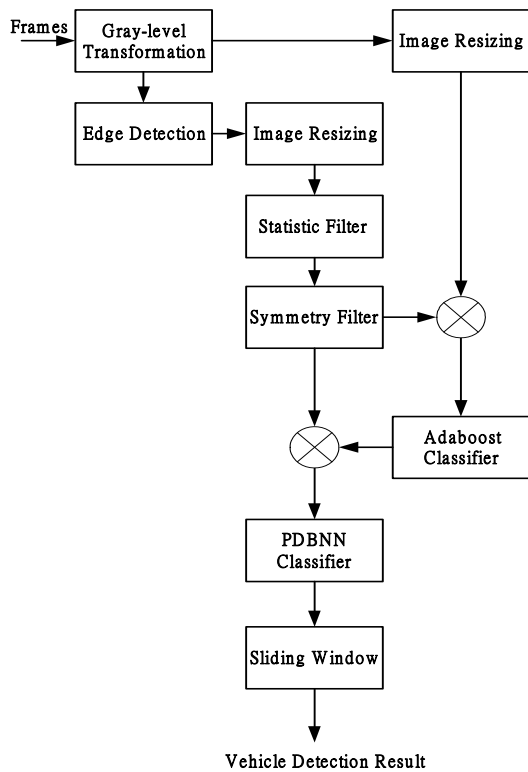 Frames
Gray-level
Transformation
Image Resizing
Edge Detection
Image Resizing
Statistic Filter
Symmetry Filter
Adaboost
Classifier
PDBNN
Classifier
Sliding Window
Vehicle Detection Result